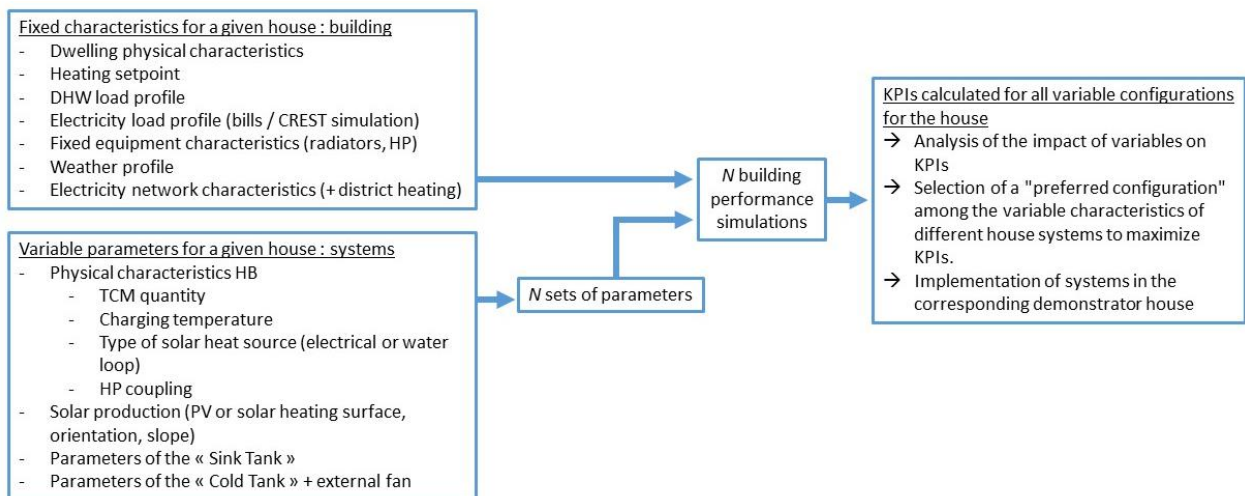 Fixed characteristics for a given house : building
- Dwelling physical characteristics
- Heating setpoint
- DHW load profile
- Electricity load profile (bills / CREST simulation)
- Fixed equipment characteristics (radiators, HP)
- Weather profile
- Electricity network characteristics (+ district heating)
Variable parameters for a given house : systems
- Physical characteristics HB
- TCM quantity
- Charging temperature
- Type of solar heat source (electrical or water
loop)
- HP coupling
- Solar production (PV or solar heating surface,
orientation, slope)
- Parameters of the « Sink Tank »
- Parameters of the « Cold Tank » + external fan
N sets of parameters
N building
performance
simulations
KPIs calculated for all variable configurations
for the house
→ Analysis of the impact of variables on
KPIs
→ Selection of a "preferred configuration"
among the variable characteristics of
different house systems to maximize
KPIs.
→ Implementation of systems in the
corresponding demonstrator house